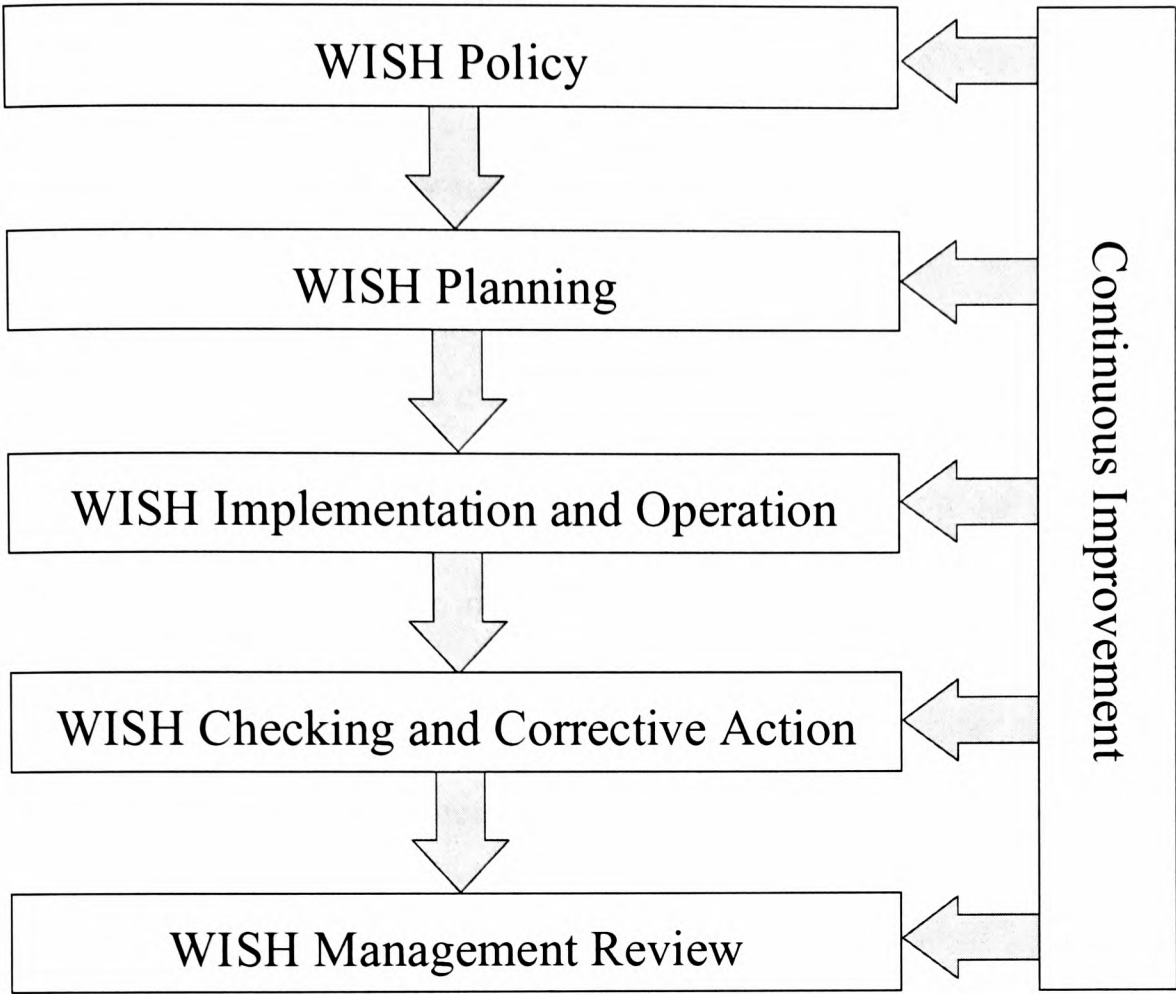 WISH Policy
WISH Planning
WISH Implementation and Operation
WISH Checking and Corrective Action
WISH Management Review
Continuous Improvement